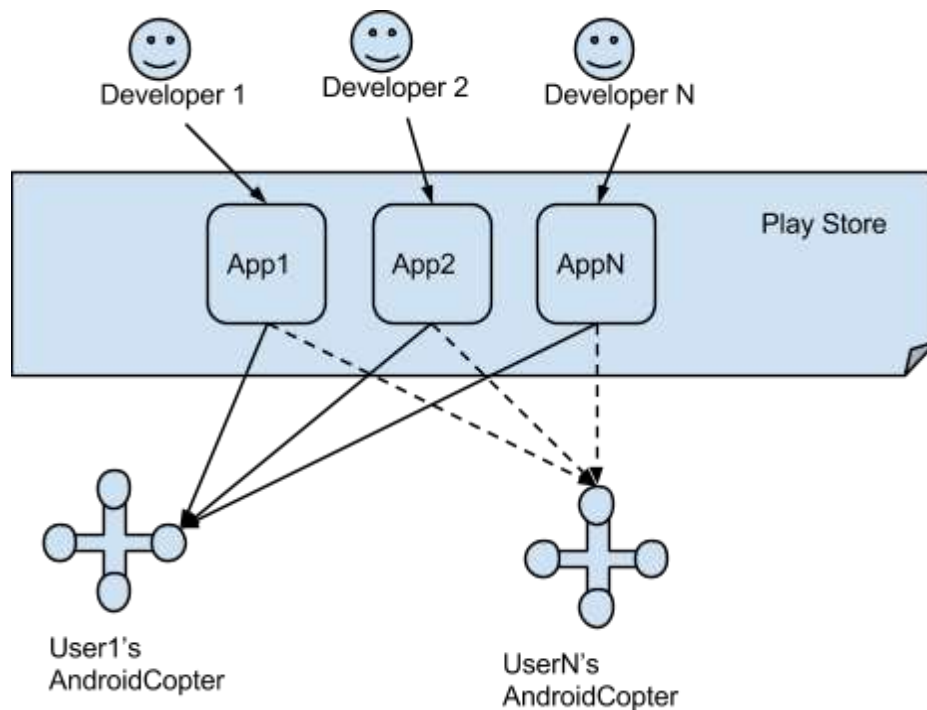 Developer 1
Developer 2
Developer N
Play Store
App1
App2
AppN
User1's
AndroidCopter
UserN's
AndroidCopter